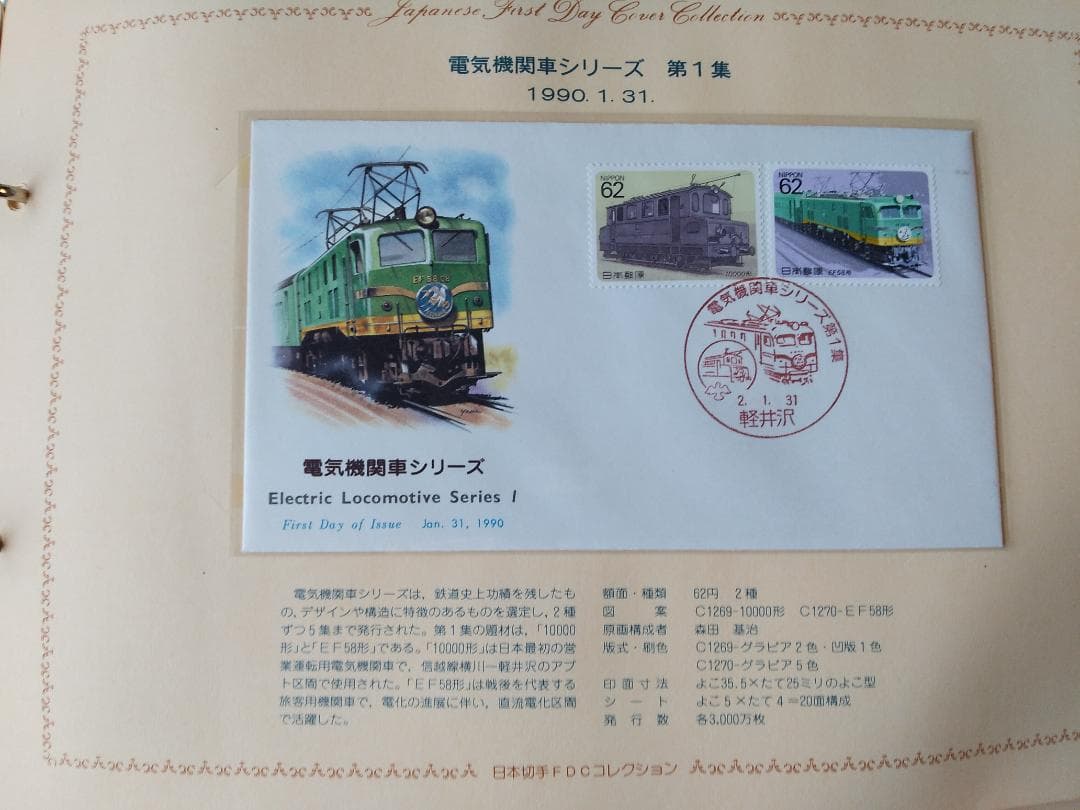 Japanese First Day Cover Collection
電気機関車シリーズ 第1集
1990.1.31.
NIPPON
62
日本郵便
10000形
NIPPON
62
日本郵便
EF58形
EF 58 08
電気機関車シリーズ第1集
2. 1. 31
軽井沢
電気機関車シリーズ
Electric Locomotive Series 1
First Day of Issue Jan. 31, 1990
電気機関車シリーズは，鉄道史上功績を残したも
の，デザインや構造に特徴のあるものを選定し，2種
ずつ5集まで発行された。第1集の題材は，「10000
形」と「EF58形」である。「10000形」は日本最初の営
業運転用電気機関車で，信越線横川ー軽井沢のアプ
ト区間で使用された。「EF58形」は戦後を代表する
旅客用機関車で，電化の進展に伴い，直流電化区間
で活躍した。
額面・種類 62円 2種
図案 C1269-10000形 C1270-EF58形
原画構成者 森田 基治
版式・刷色 C1269-グラビア2色・凹版1色
C1270-グラビア5色
印面寸法 よこ35.5×たて25ミリのよこ型
シート よこ5×たて4＝20面構成
発行数 各3,000万枚
日本切手FDCコレクション